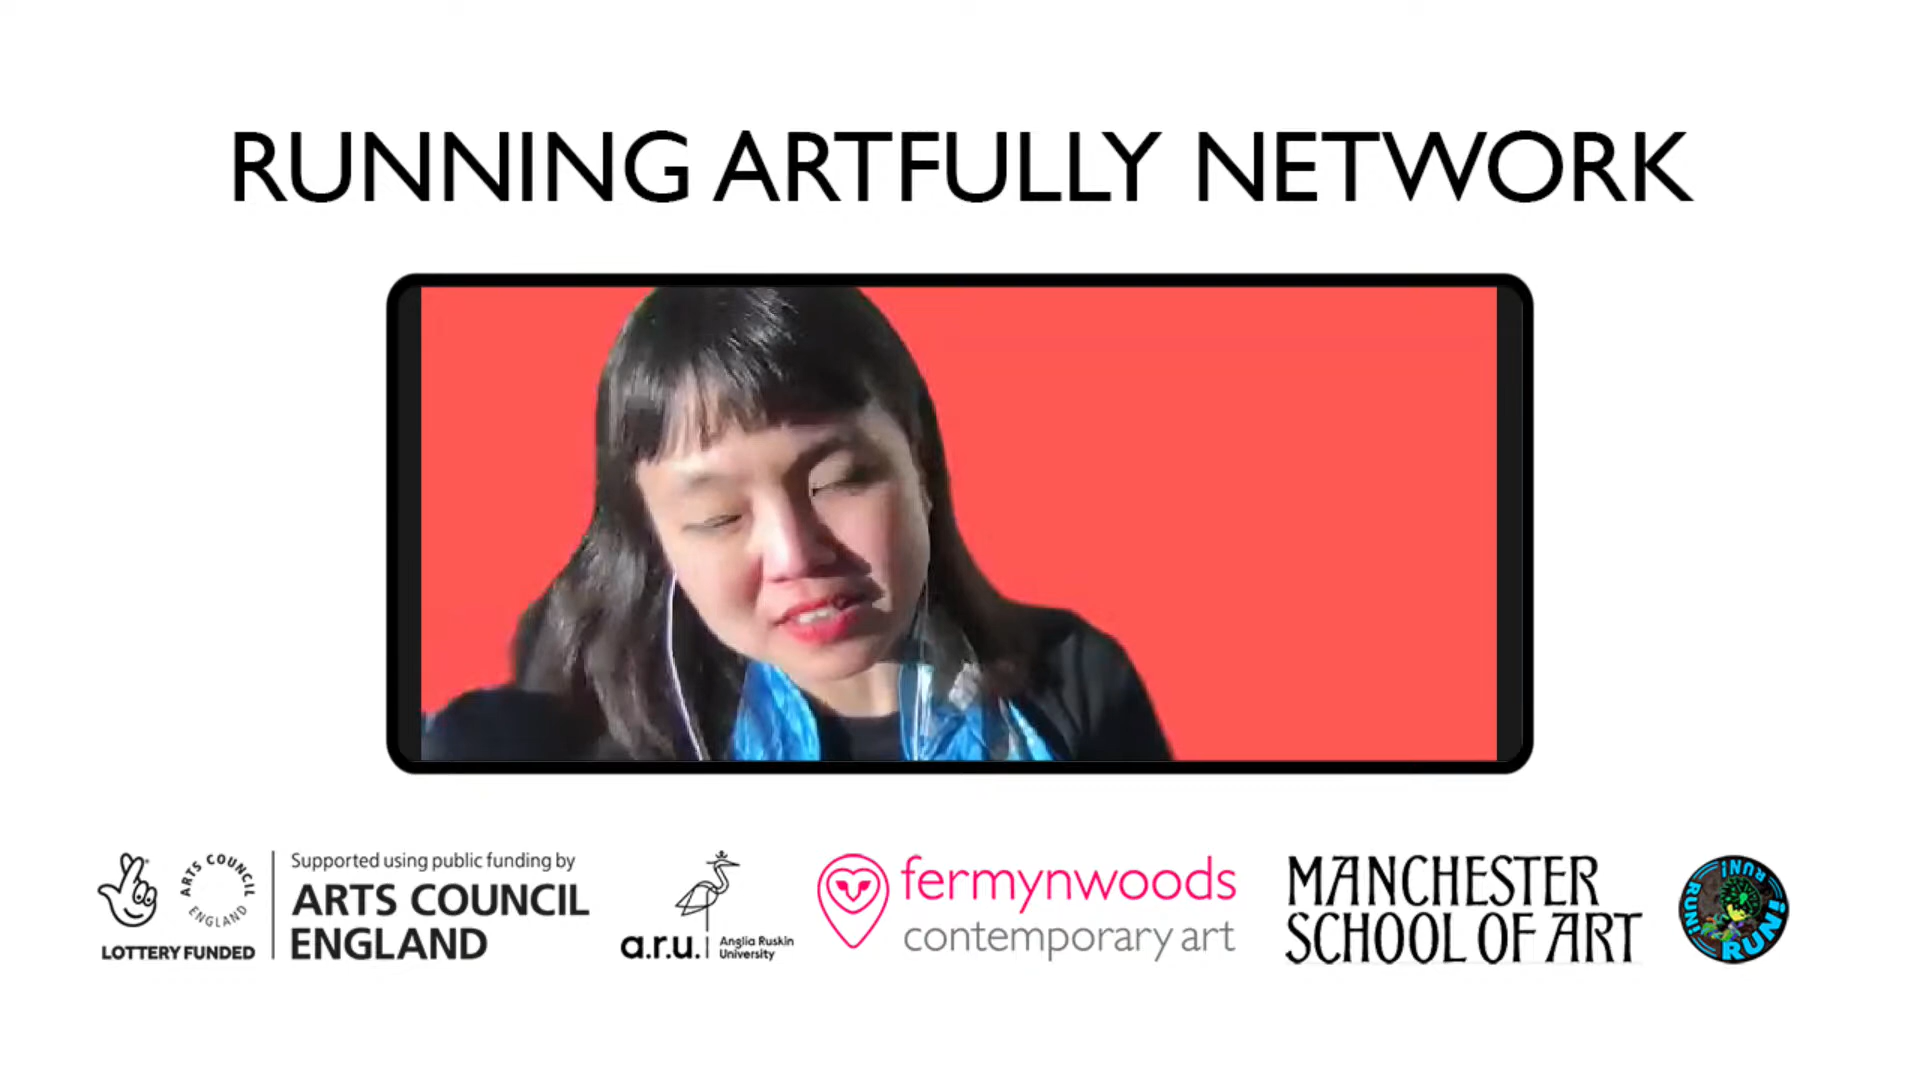 RUNNING ARTFULLY NETWORK
ARTS COUNCIL ENGLAND
LOTTERY FUNDED
Supported using public funding by
ARTS COUNCIL
ENGLAND
a.r.u.
Anglia Ruskin
University
fermynwoods
contemporary art
MANCHESTER
SCHOOL OF ART
RUN! RUN! RUN!